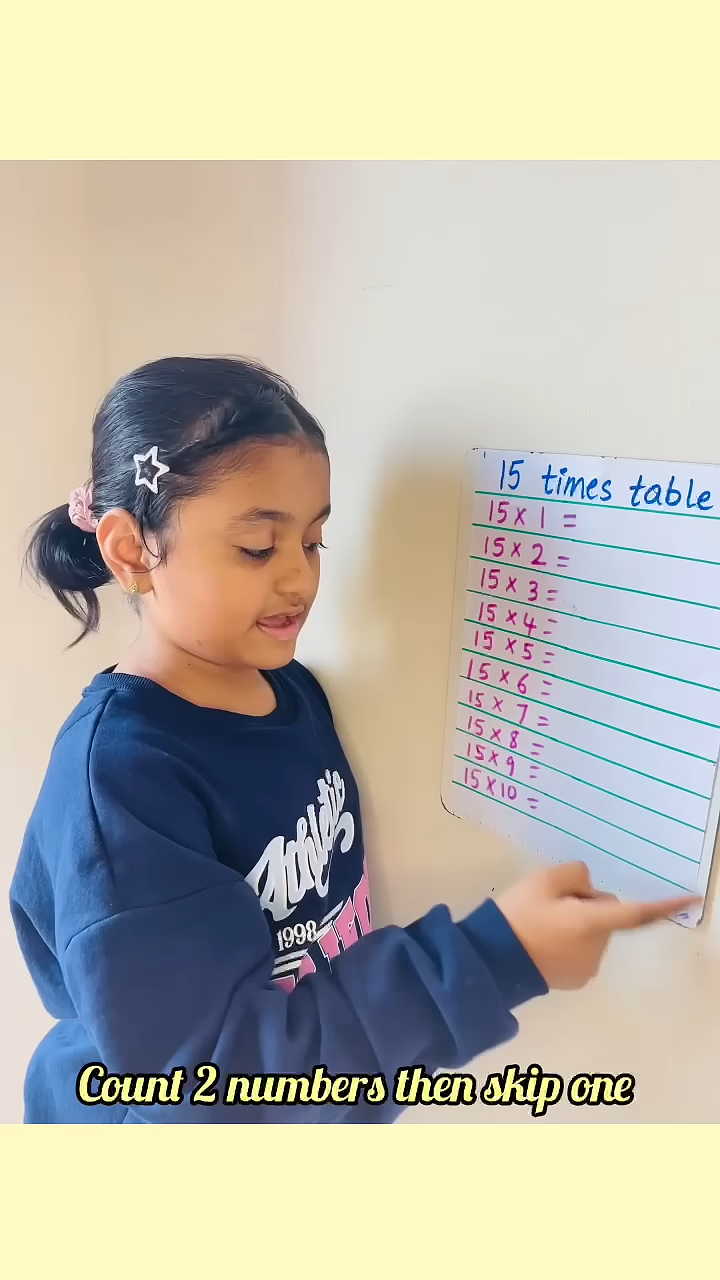 15 times table
15 x 1 =
15 x 2 =
15 x 3 =
15 x 4 =
15 x 5 =
15 x 6 =
15 x 7 =
15 x 8 =
15 x 9 =
15 x 10 =
Athletic
1998
Count 2 numbers then skip one